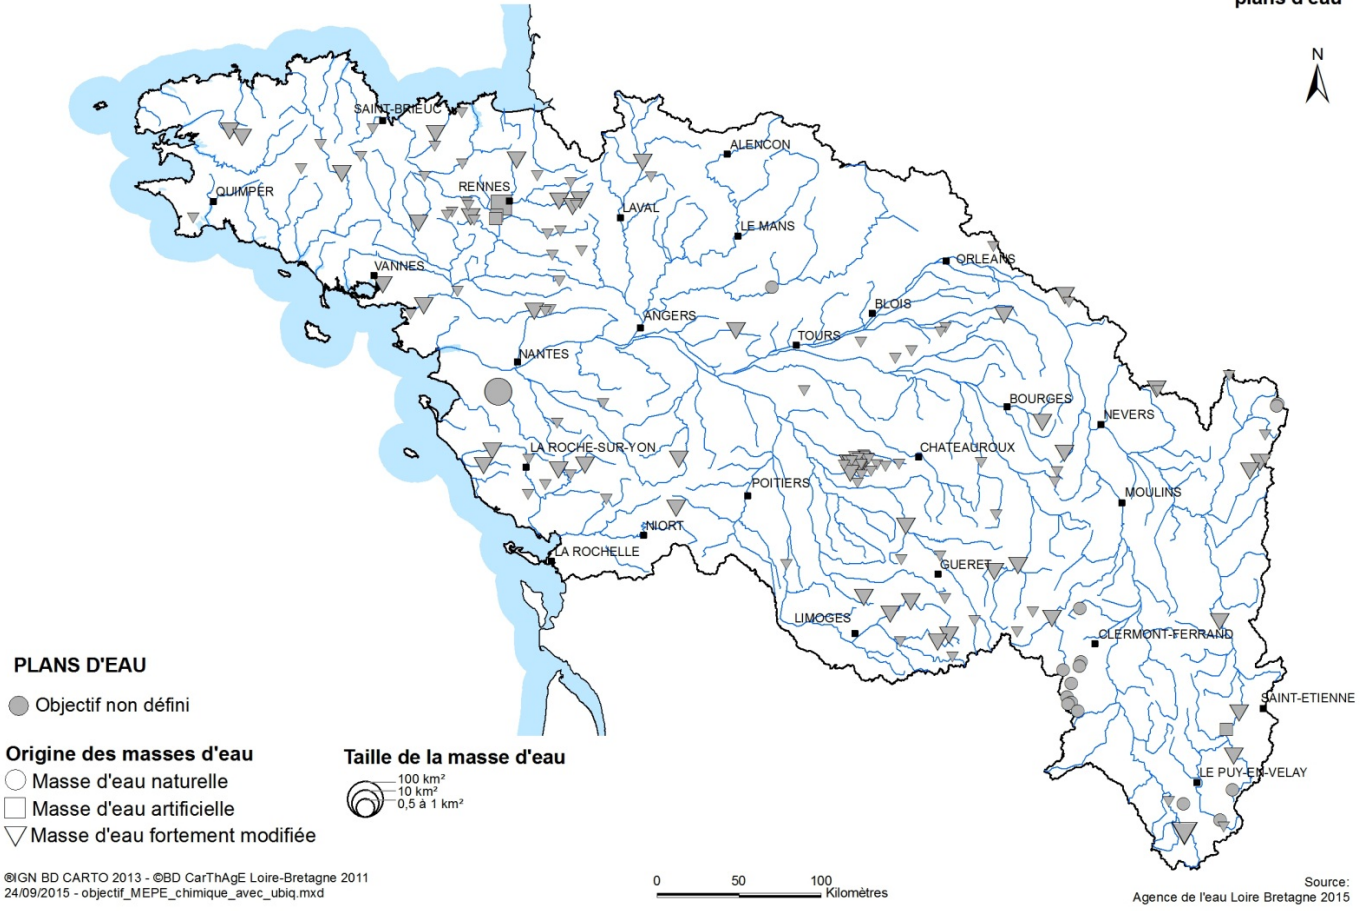 plans d'eau
N
SAINT-BRIEUC
ALENCON
QUIMPER
RENNES
LAVAL
LE MANS
VANNES
ORLEANS
BLOIS
ANGERS
TOURS
NANTES
BOURGES
NEVERS
LA ROCHE-SUR-YON
CHATEAUROUX
POITIERS
MOULINS
NIORT
LA ROCHELLE
GUERET
LIMOGES
CLERMONT-FERRAND
SAINT-ETIENNE
LE PUY-EN-VELAY
PLANS D'EAU
Objectif non défini
Origine des masses d'eau
Masse d'eau naturelle
Masse d'eau artificielle
Masse d'eau fortement modifiée
Taille de la masse d'eau
100 km²
10 km²
0,5 à 1 km²
®IGN BD CARTO 2013 - ©BD CarThAgE Loire-Bretagne 2011
24/09/2015 - objectif_MEPE_chimique_avec_ubiq.mxd
0 50 100
Kilomètres
Source:
Agence de l'eau Loire Bretagne 2015